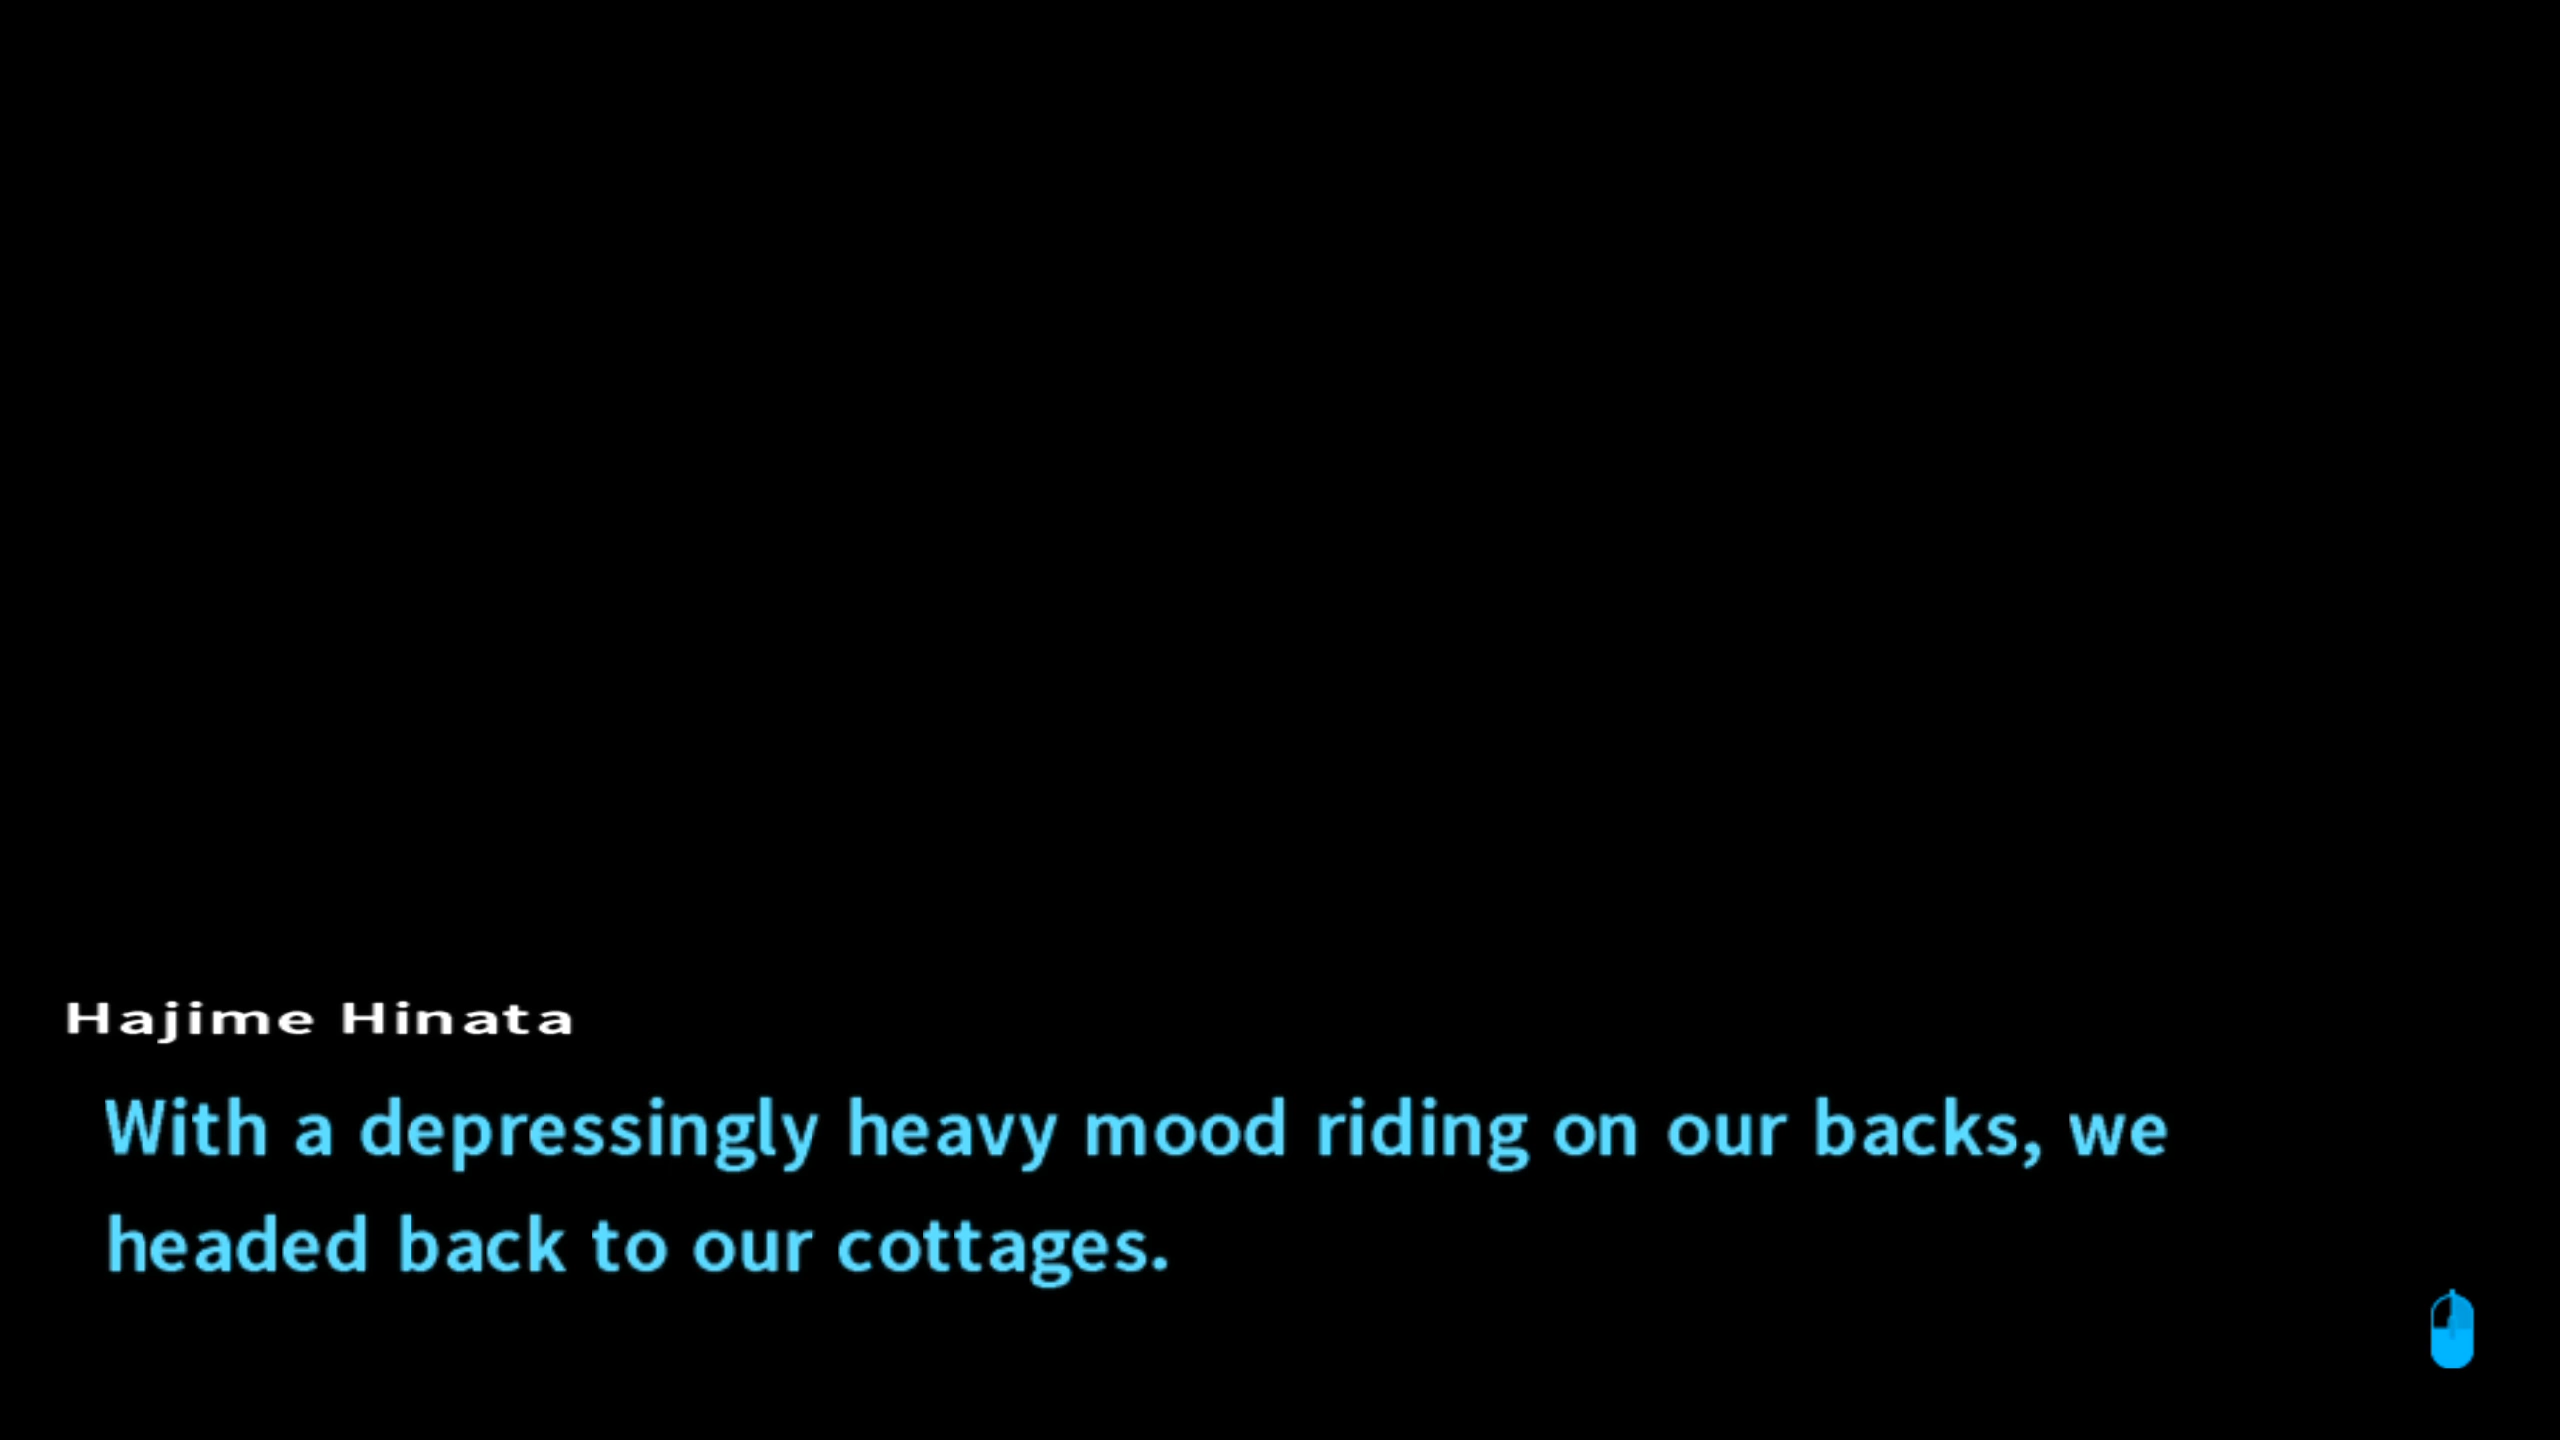 Hajime Hinata
With a depressingly heavy mood riding on our backs, we
headed back to our cottages.